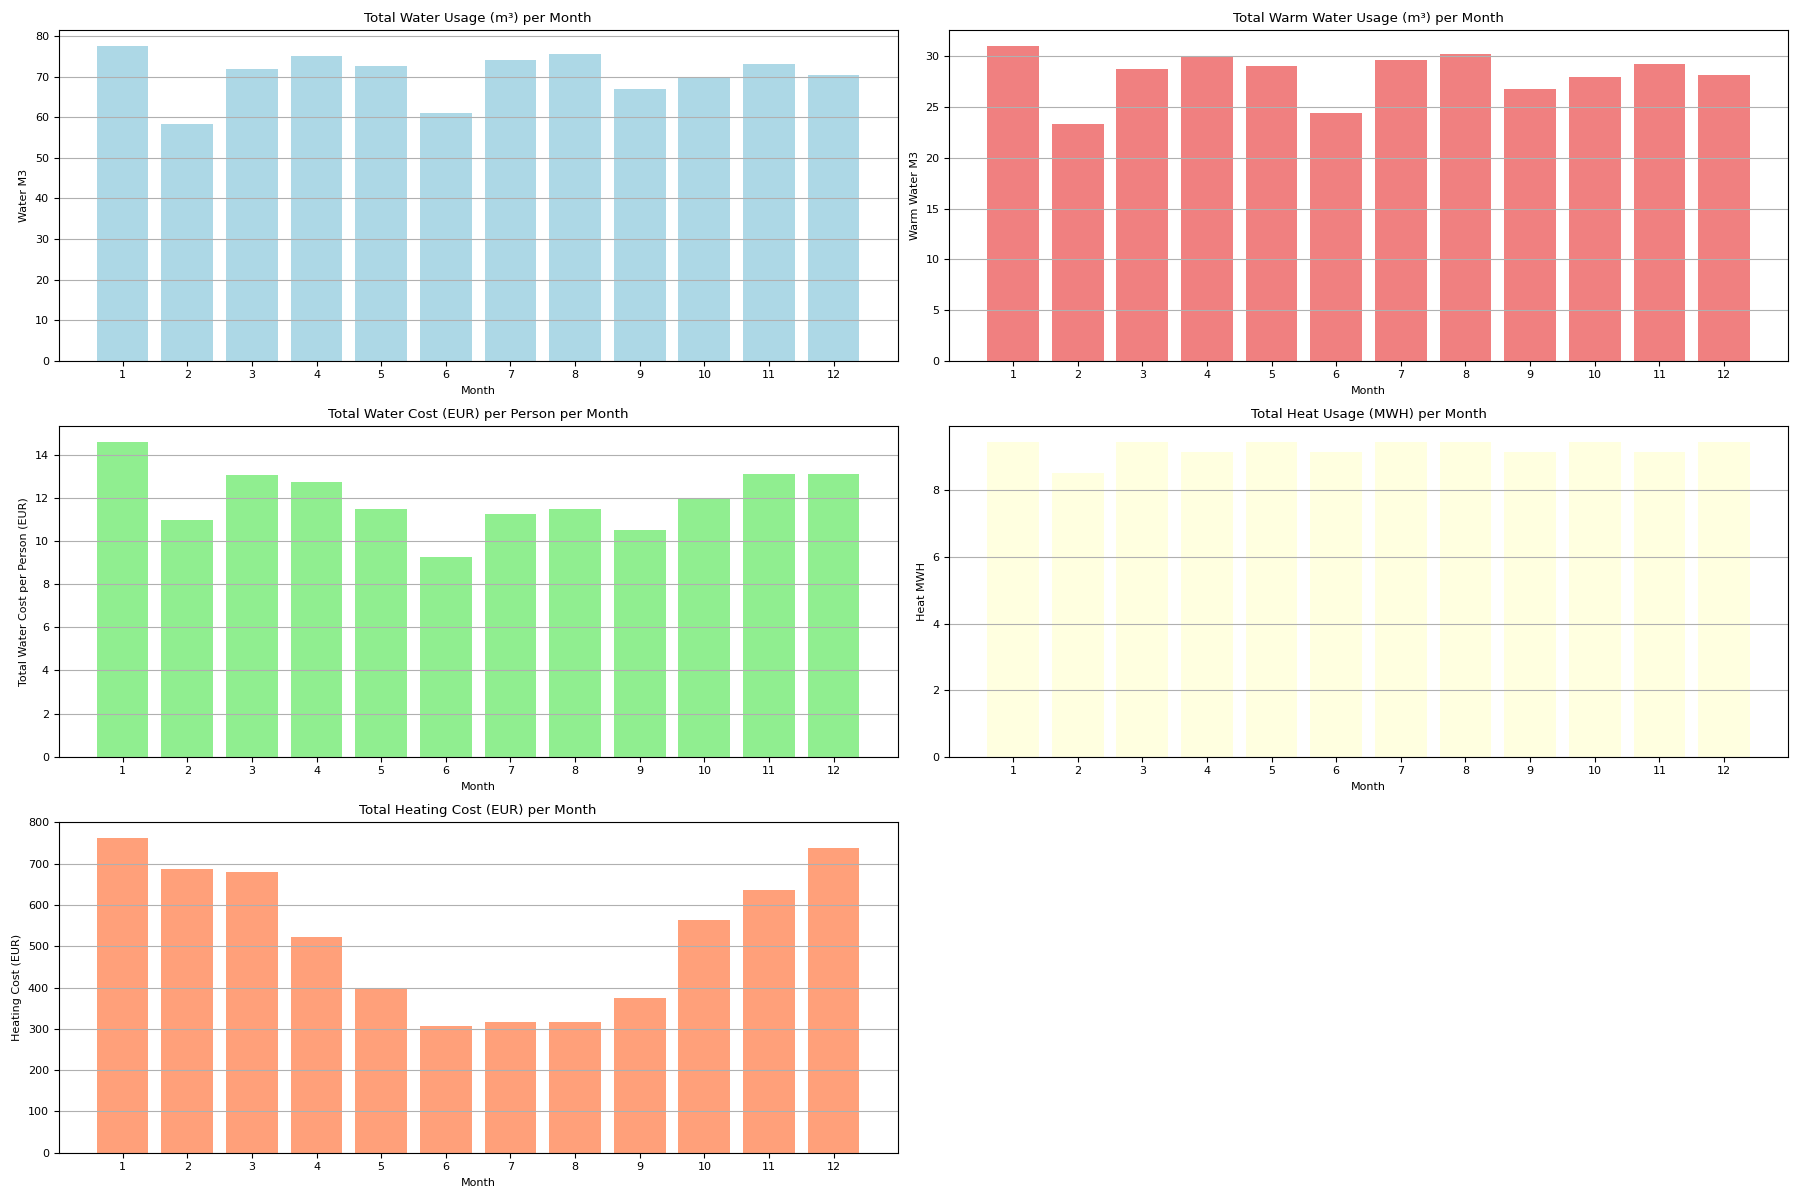 Total Water Usage (m³) per Month
80
70
60
50
40
30
20
10
0
Water M3
1 2 3 4 5 6 7 8 9 10 11 12
Month
Total Warm Water Usage (m³) per Month
30
25
20
15
10
5
0
Warm Water M3
1 2 3 4 5 6 7 8 9 10 11 12
Month
Total Water Cost (EUR) per Person per Month
14
12
10
8
6
4
2
0
Total Water Cost per Person (EUR)
1 2 3 4 5 6 7 8 9 10 11 12
Month
Total Heat Usage (MWH) per Month
8
6
4
2
0
Heat MWH
1 2 3 4 5 6 7 8 9 10 11 12
Month
Total Heating Cost (EUR) per Month
800
700
600
500
400
300
200
100
0
Heating Cost (EUR)
1 2 3 4 5 6 7 8 9 10 11 12
Month